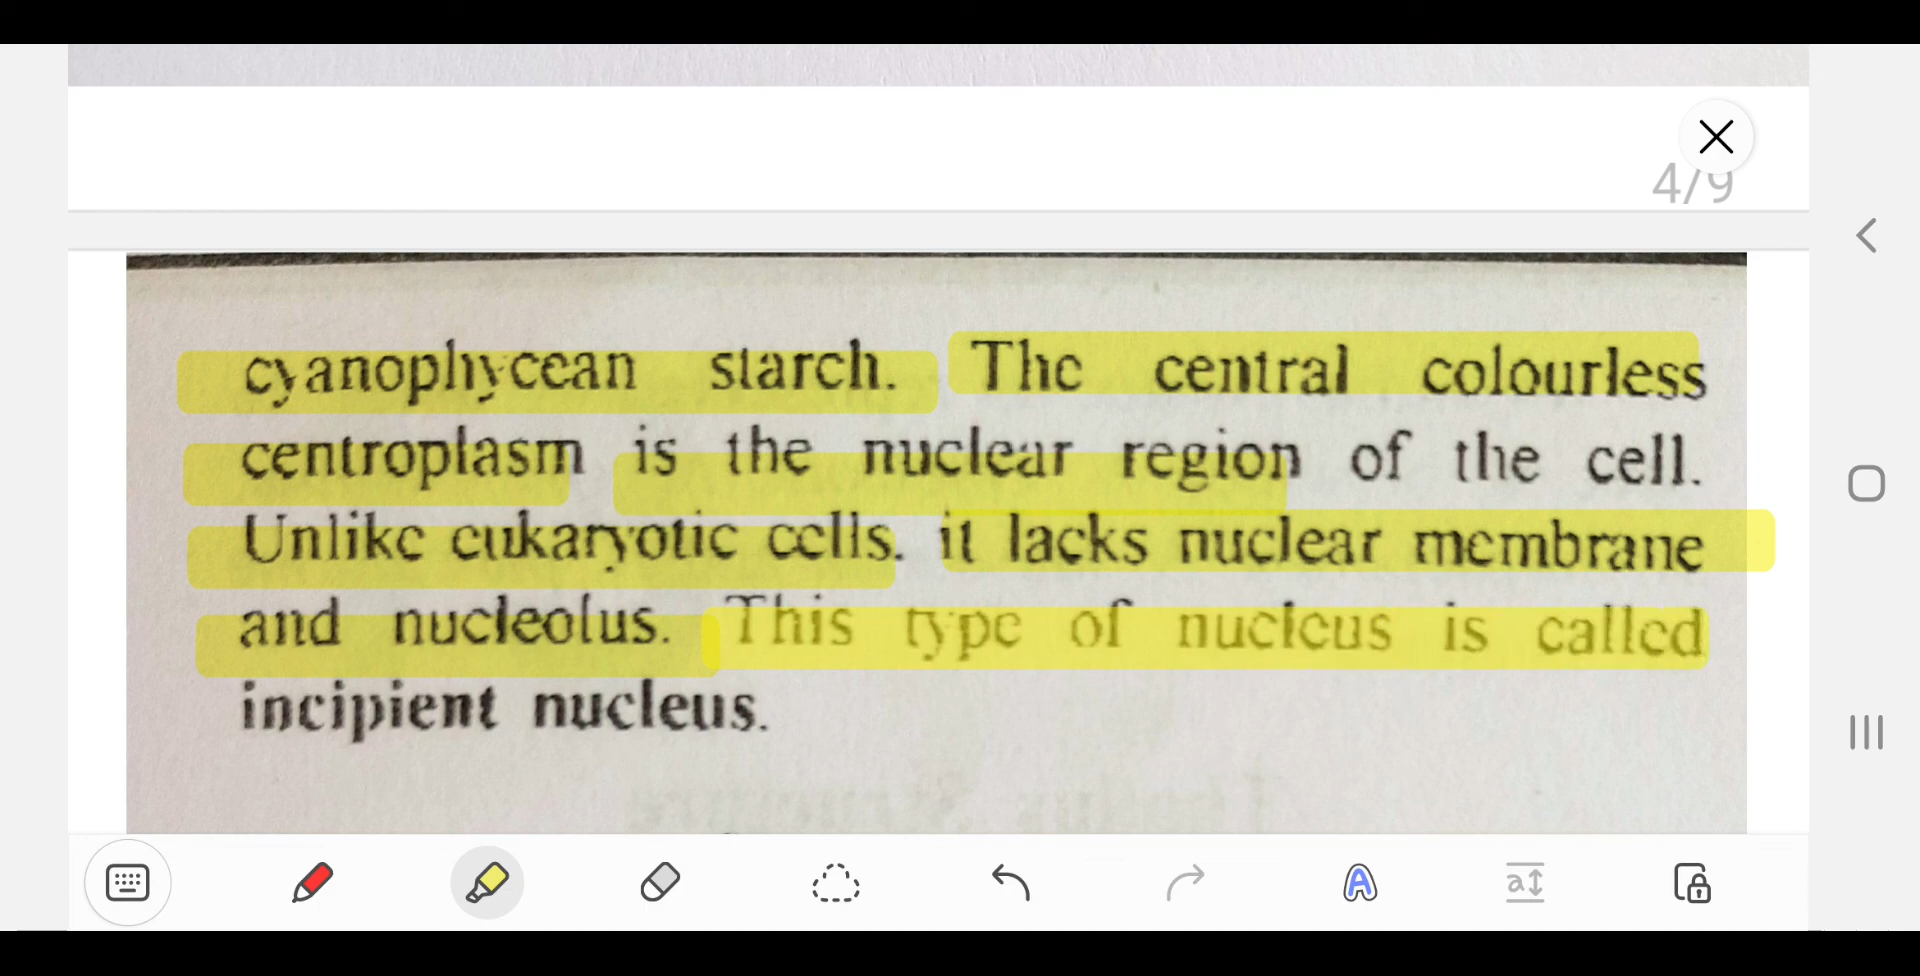 4/9
cyanophycean starch. The central colourless
centroplasm is the nuclear region of the cell.
Unlike eukaryotic cells. it lacks nuclear membrane
and nucleolus. This type of nucleus is called
incipient nucleus.
A
a